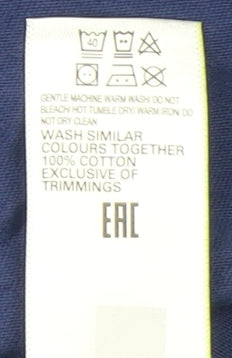 40
GENTLE MACHINE WARM WASH/ DO NOT
BLEACH/ HOT TUMBLE DRY/ WARM IRON/ DO
NOT DRY CLEAN
WASH SIMILAR
COLOURS TOGETHER
100% COTTON
EXCLUSIVE OF
TRIMMINGS
EAC